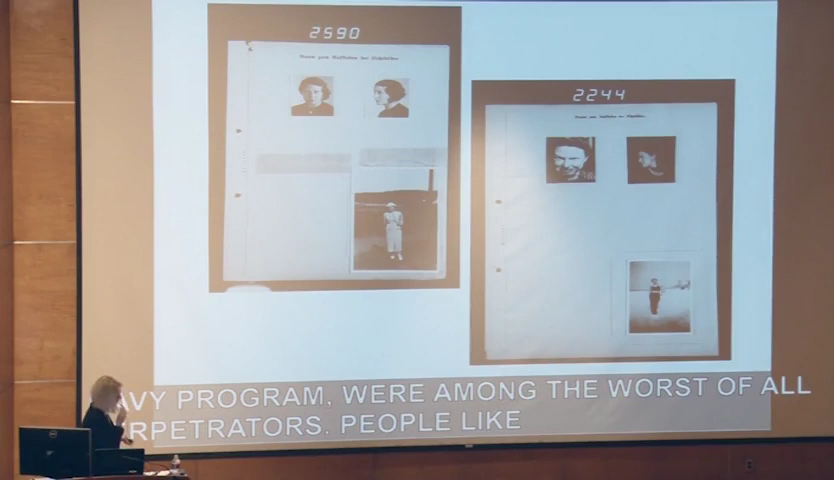 2590
2244
AVY PROGRAM, WERE AMONG THE WORST OF ALL
RPETRATORS. PEOPLE LIKE